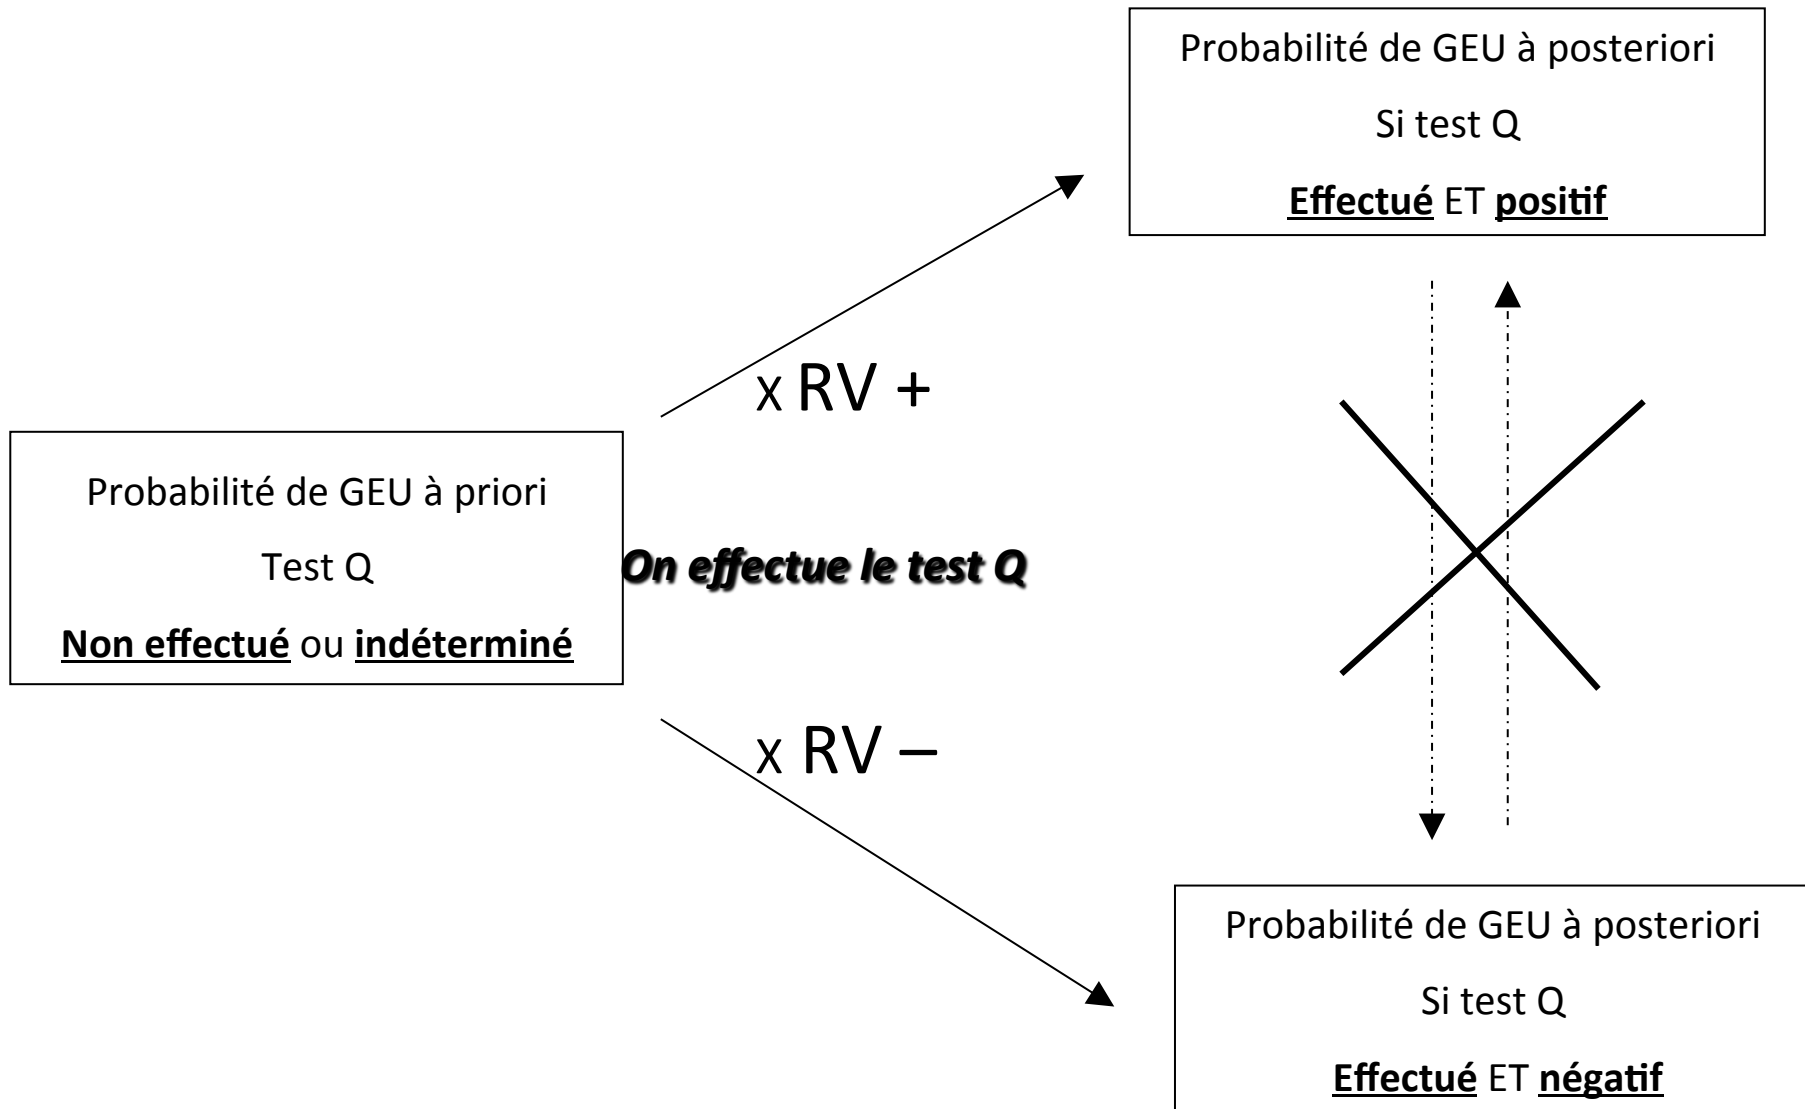 Probabilité de GEU à posteriori
Si test Q
Effectué ET positif
x RV +
Probabilité de GEU à priori
Test Q
Non effectué ou indéterminé
On effectue le test Q
x RV –
Probabilité de GEU à posteriori
Si test Q
Effectué ET négatif